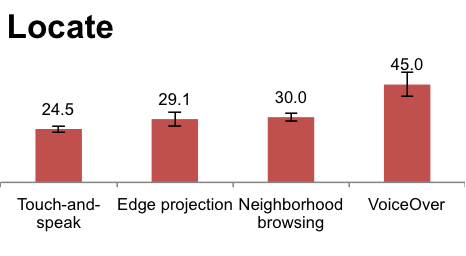 Locate
24.5
29.1
30.0
45.0
Touch-and-
speak
Edge projection
Neighborhood
browsing
VoiceOver